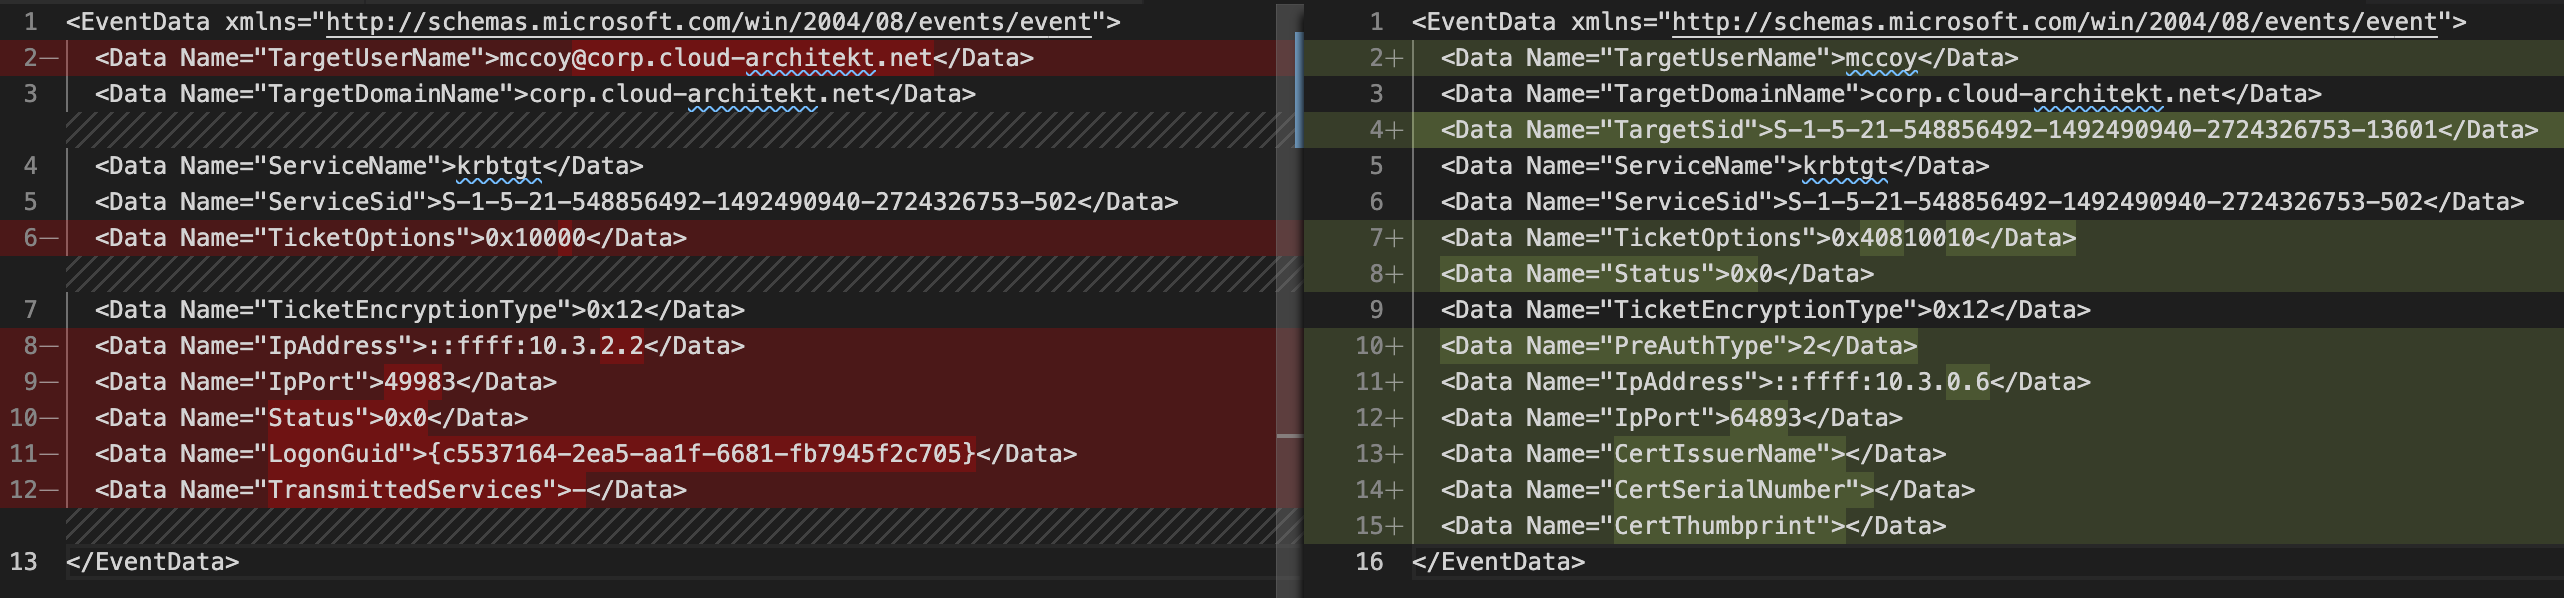 1 <EventData xmlns="http://schemas.microsoft.com/win/2004/08/events/event">
2— <Data Name="TargetUserName">mccoy@corp.cloud-architekt.net</Data>
3 <Data Name="TargetDomainName">corp.cloud-architekt.net</Data>
4 <Data Name="ServiceName">krbtgt</Data>
5 <Data Name="ServiceSid">S-1-5-21-548856492-1492490940-2724326753-502</Data>
6— <Data Name="TicketOptions">0x10000</Data>
7 <Data Name="TicketEncryptionType">0x12</Data>
8— <Data Name="IpAddress">::ffff:10.3.2.2</Data>
9— <Data Name="IpPort">49983</Data>
10— <Data Name="Status">0x0</Data>
11— <Data Name="LogonGuid">{c5537164-2ea5-aa1f-6681-fb7945f2c705}</Data>
12— <Data Name="TransmittedServices">-</Data>
13 </EventData>
1 <EventData xmlns="http://schemas.microsoft.com/win/2004/08/events/event">
2+ <Data Name="TargetUserName">mccoy</Data>
3 <Data Name="TargetDomainName">corp.cloud-architekt.net</Data>
4+ <Data Name="TargetSid">S-1-5-21-548856492-1492490940-2724326753-13601</Data>
5 <Data Name="ServiceName">krbtgt</Data>
6 <Data Name="ServiceSid">S-1-5-21-548856492-1492490940-2724326753-502</Data>
7+ <Data Name="TicketOptions">0x40810010</Data>
8+ <Data Name="Status">0x0</Data>
9 <Data Name="TicketEncryptionType">0x12</Data>
10+ <Data Name="PreAuthType">2</Data>
11+ <Data Name="IpAddress">::ffff:10.3.0.6</Data>
12+ <Data Name="IpPort">64893</Data>
13+ <Data Name="CertIssuerName"></Data>
14+ <Data Name="CertSerialNumber"></Data>
15+ <Data Name="CertThumbprint"></Data>
16 </EventData>